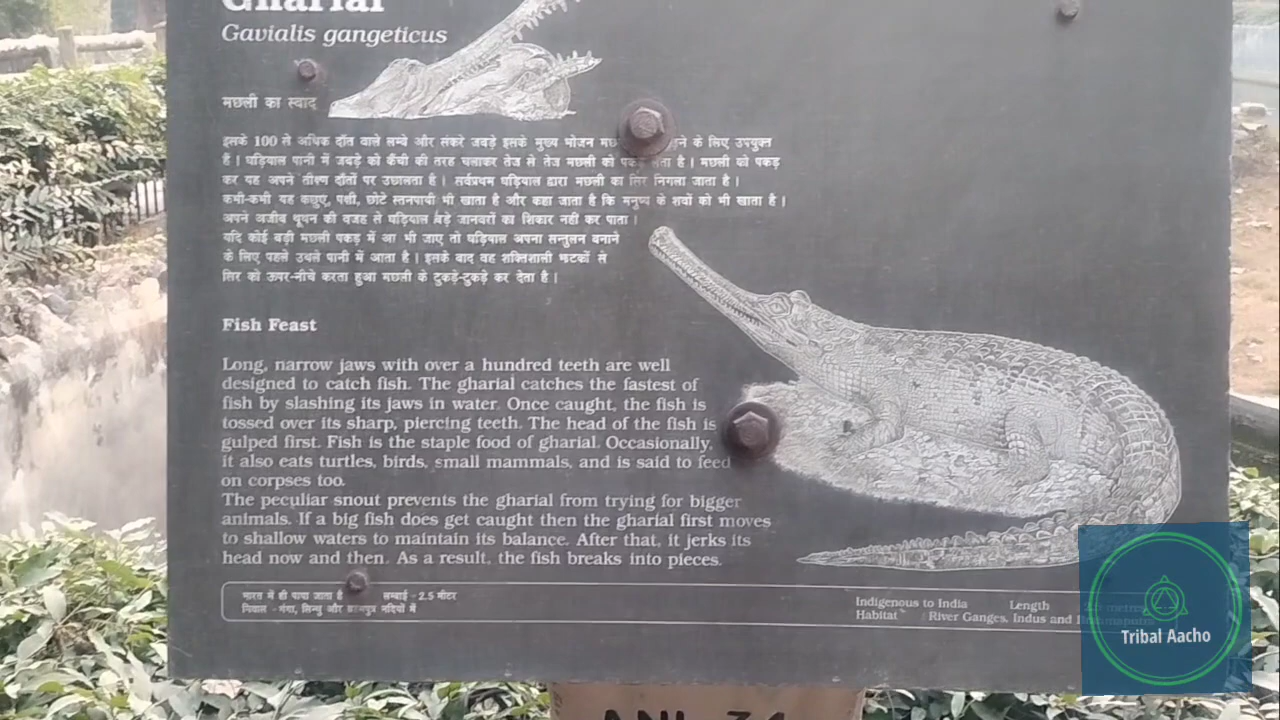 Gharial
Gavialis gangeticus
मछली का स्वाद
इसके 100 से अधिक दाँत वाले लम्बे और संकरे जबड़े इसके मुख्य भोजन के लिए उपयुक्त
हैं। घड़ियाल पानी में जबड़े को कैंची की तरह चलाकर तेज से तेज मछली को है। मछली को पकड़
कर यह अपने तीक्ष्ण दाँतों पर उछालता है। सर्वप्रथम घड़ियाल द्वारा मछली का सिर निगला जाता है।
कभी-कभी यह कछुए, पक्षी, छोटे स्तनपायी भी खाता है और कहा जाता है कि मनुष्य के शवों को भी खाता है।
अपने अजीब थूथन की वजह से घड़ियाल बड़े जानवरों का शिकार नहीं कर पाता।
यदि कोई बड़ी मछली पकड़ में आ भी जाए तो घड़ियाल अपना सन्तुलन बनाने
के लिए पहले उथले पानी में आता है। इसके बाद वह शक्तिशाली झटकों से
सिर को ऊपर-नीचे करता हुआ मछली के टुकड़े-टुकड़े कर देता है।
Fish Feast
Long, narrow jaws with over a hundred teeth are well
designed to catch fish. The gharial catches the fastest of
fish by slashing its jaws in water. Once caught, the fish is
tossed over its sharp, piercing teeth. The head of the fish is
gulped first. Fish is the staple food of gharial. Occasionally,
it also eats turtles, birds, small mammals, and is said to feed
on corpses too.
The peculiar snout prevents the gharial from trying for bigger
animals. If a big fish does get caught then the gharial first moves
to shallow waters to maintain its balance. After that, it jerks its
head now and then. As a result, the fish breaks into pieces.
भारत में ही पाया जाता है लम्बाई - 2.5 मीटर
निवास - गंगा, सिन्धु और ब्रह्मपुत्र नदियों में
Indigenous to India Length
Habitat River Ganges, Indus and
Tribal Aacho